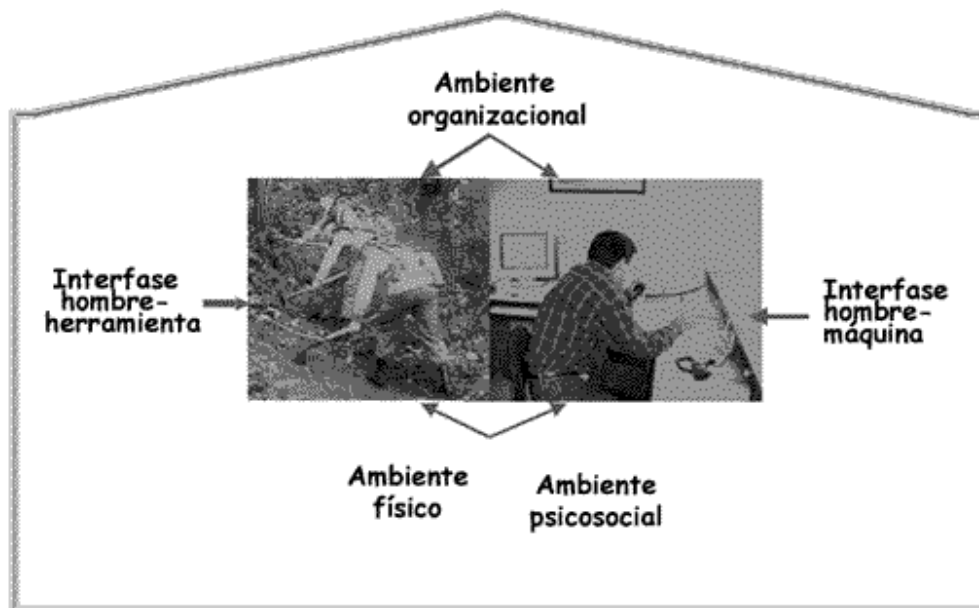 Ambiente
organizacional
Interfase
hombre-
herramienta
Interfase
hombre-
máquina
Ambiente
físico
Ambiente
psicosocial